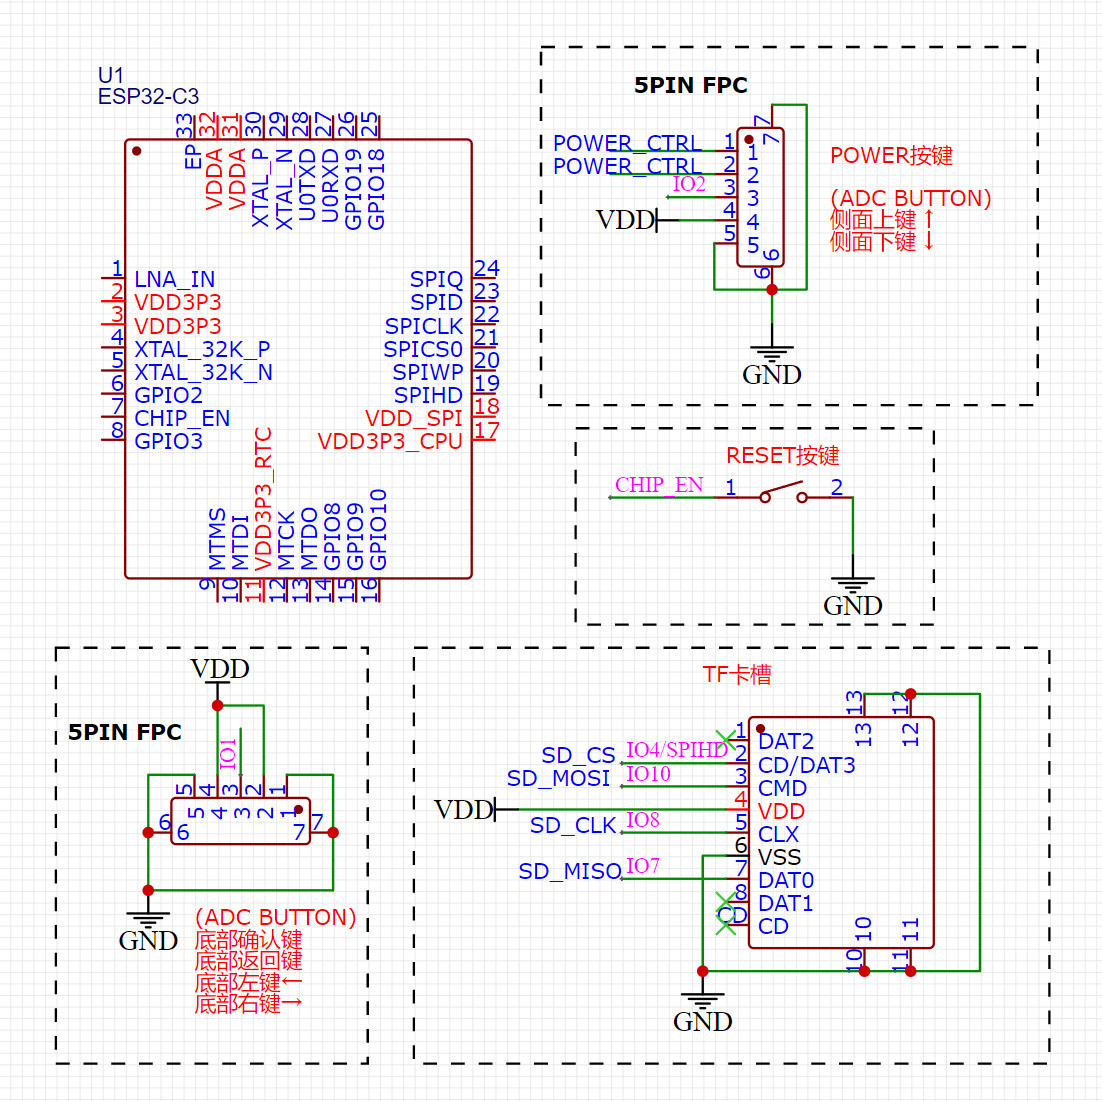 U1
ESP32-C3
33 32 31 30 29 28 27 26 25
EP VDDA VDDA XTAL_P XTAL_N U0TXD U0RXD GPIO19 GPIO18
1 LNA_IN
2 VDD3P3
3 VDD3P3
4 XTAL_32K_P
5 XTAL_32K_N
6 GPIO2
7 CHIP_EN
8 GPIO3
SPIQ 24
SPID 23
SPICLK 22
SPICS0 21
SPIWP 20
SPIHD 19
VDD_SPI 18
VDD3P3_CPU 17
MTMS MTDI VDD3P3_RTC MTCK MTDO GPIO8 GPIO9 GPIO10
9 10 11 12 13 14 15 16
5PIN FPC
7
7
POWER_CTRL 1 1
POWER_CTRL 2 2
IO2 3 3
VDD 4 4
5 5
6
6
GND
POWER按键
(ADC BUTTON)
侧面上键↑
侧面下键↓
RESET按键
CHIP_EN 1 2
GND
VDD
5PIN FPC
IO1
5 4 3 2 1
5 4 3 2 1
6 6 7 7
GND
(ADC BUTTON)
底部确认键
底部返回键
底部左键←
底部右键→
TF卡槽
13 12
13 12
1 DAT2
SD_CS IO4/SPIHD 2 CD/DAT3
SD_MOSI IO10 3 CMD
VDD 4 VDD
SD_CLK IO8 5 CLX
6 VSS
SD_MISO IO7 7 DAT0
8 DAT1
CD CD
10 11
10 11
GND